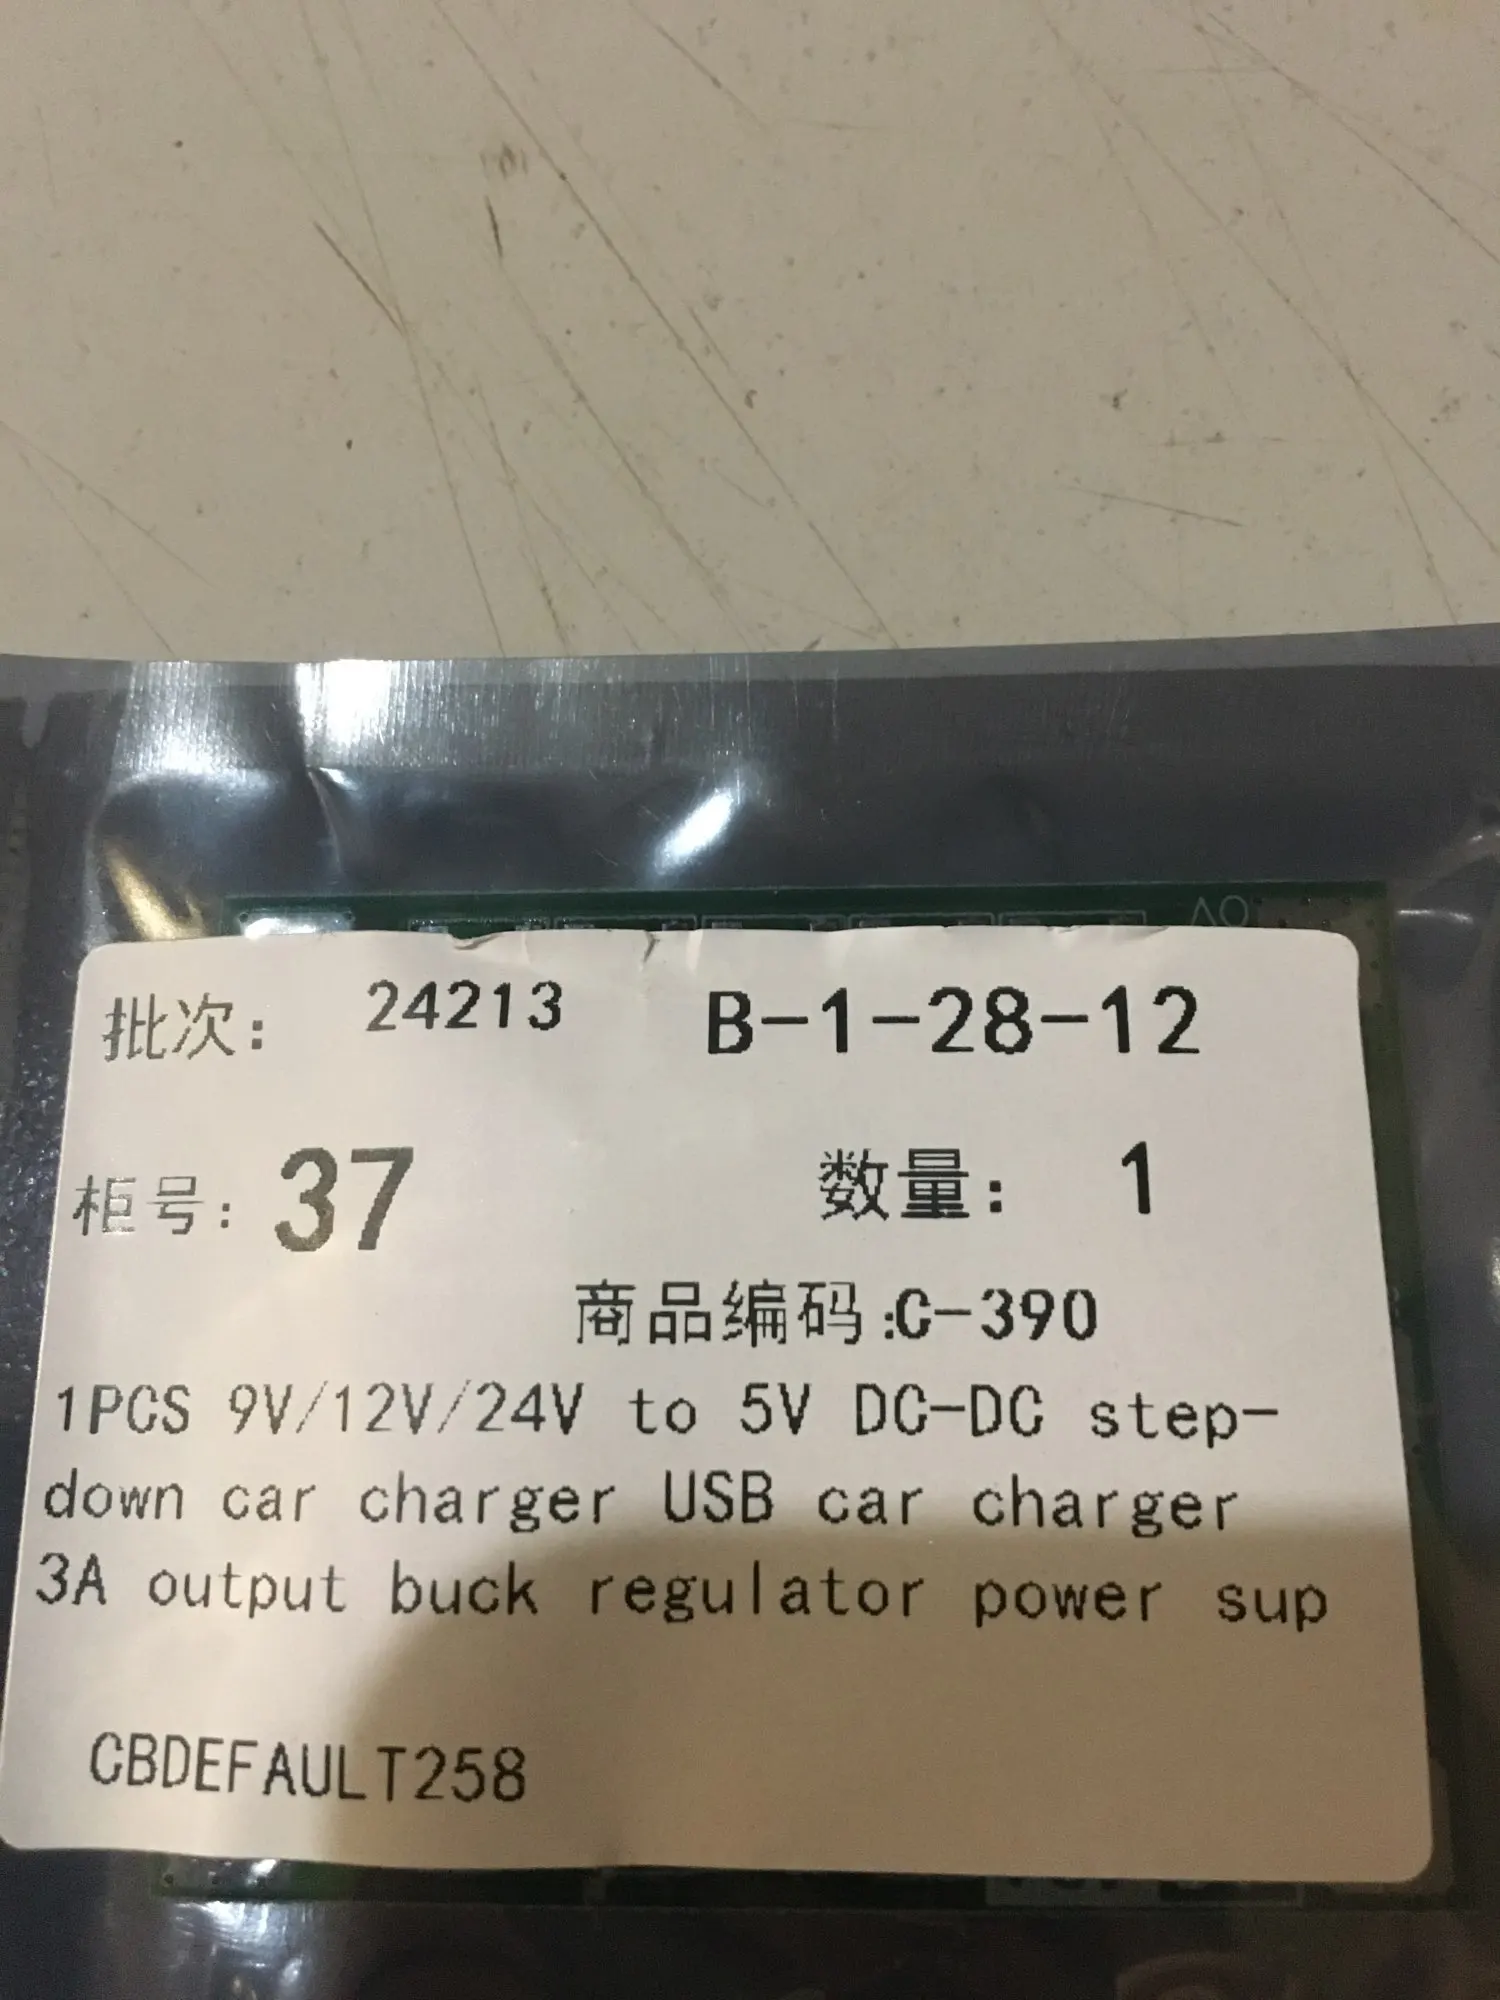 批次： 24213 B-1-28-12
柜号： 37 数量： 1
商品编码:C-390
1PCS 9V/12V/24V to 5V DC-DC step-
down car charger USB car charger
3A output buck regulator power sup
CBDEFAULT258